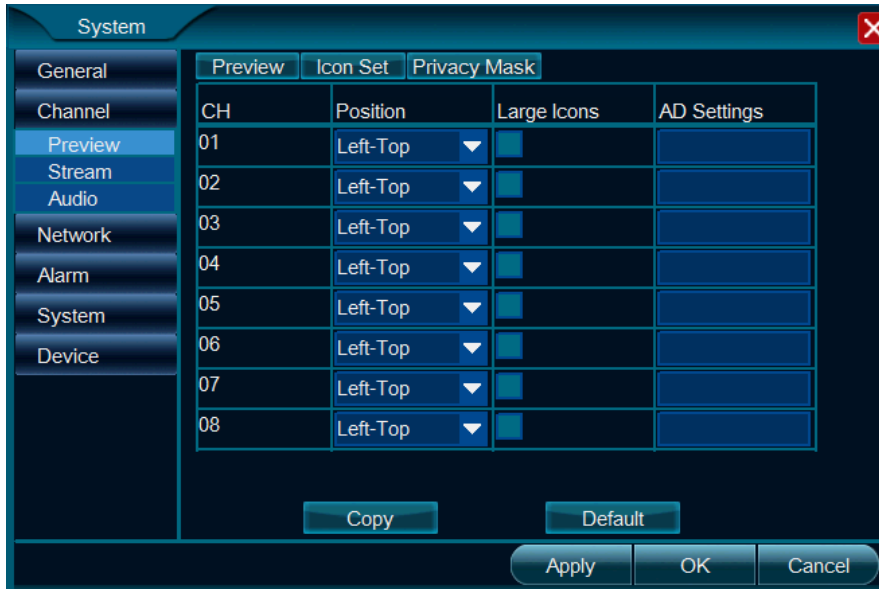 System
General
Channel
Preview
Stream
Audio
Network
Alarm
System
Device
Preview Icon Set Privacy Mask
CH Position Large Icons AD Settings
01 Left-Top
02 Left-Top
03 Left-Top
04 Left-Top
05 Left-Top
06 Left-Top
07 Left-Top
08 Left-Top
Copy Default
Apply OK Cancel